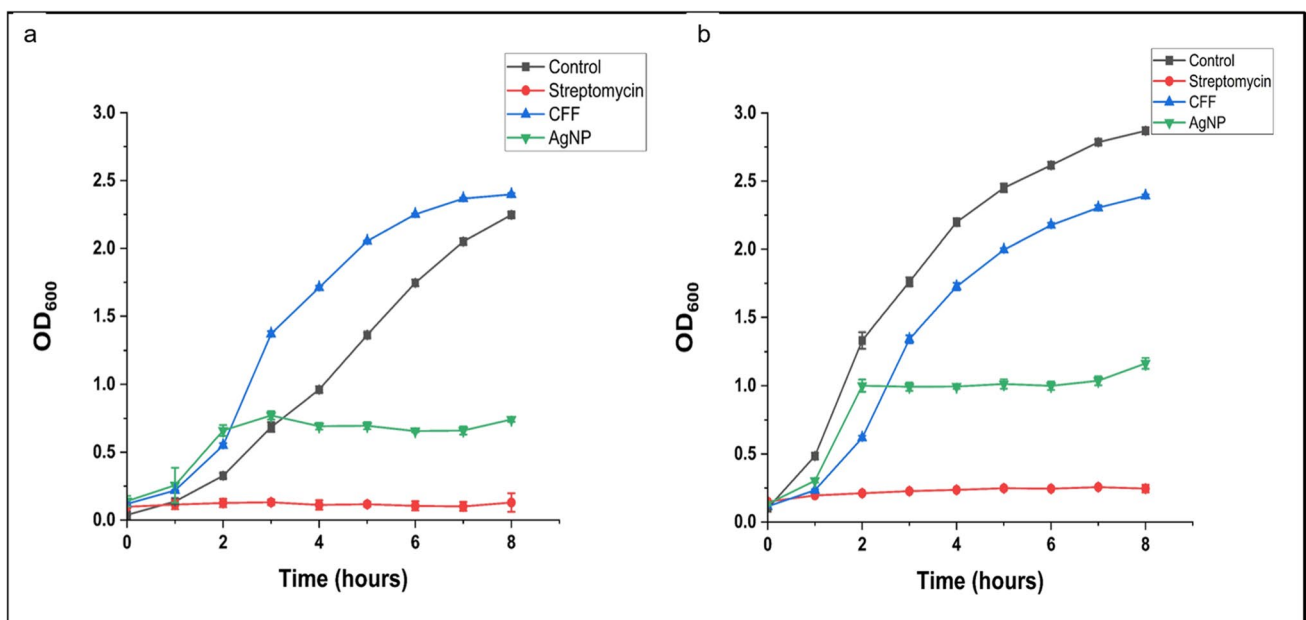 a
Control
Streptomycin
CFF
AgNP
3.0
2.5
2.0
1.5
1.0
0.5
0.0
OD600
0 2 4 6 8
Time (hours)
b
Control
Streptomycin
CFF
AgNP
3.0
2.5
2.0
1.5
1.0
0.5
0.0
OD600
0 2 4 6 8
Time (hours)